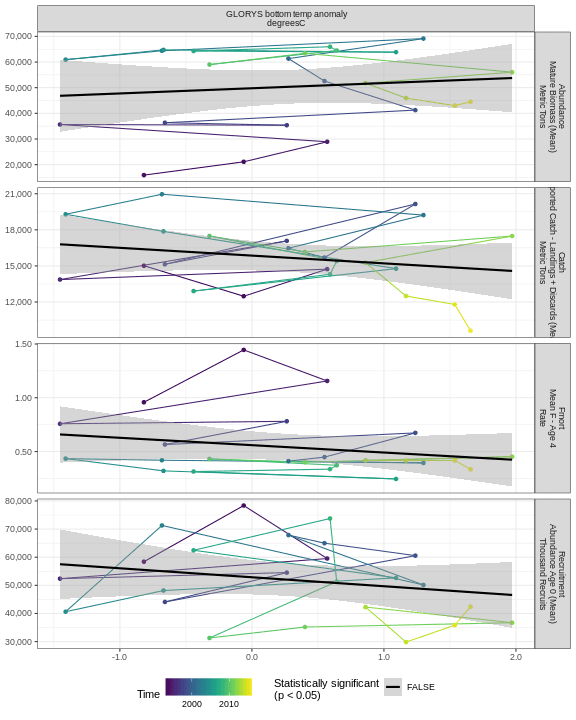 GLORYS bottom temp anomaly
degreesC
70,000
60,000
50,000
40,000
30,000
20,000
Abundance
Mature Biomass (Mean)
Metric Tons
21,000
18,000
15,000
12,000
Catch
Catch - Landings + Discards
Metric Tons
1.50
1.00
0.50
Fmort
Mean F - Age 4
Rate
80,000
70,000
60,000
50,000
40,000
30,000
Recruitment
Abundance Age 0 (Mean)
Thousand Recruits
-1.0
0.0
1.0
2.0
Time
2000
2010
Statistically significant
(p < 0.05)
FALSE